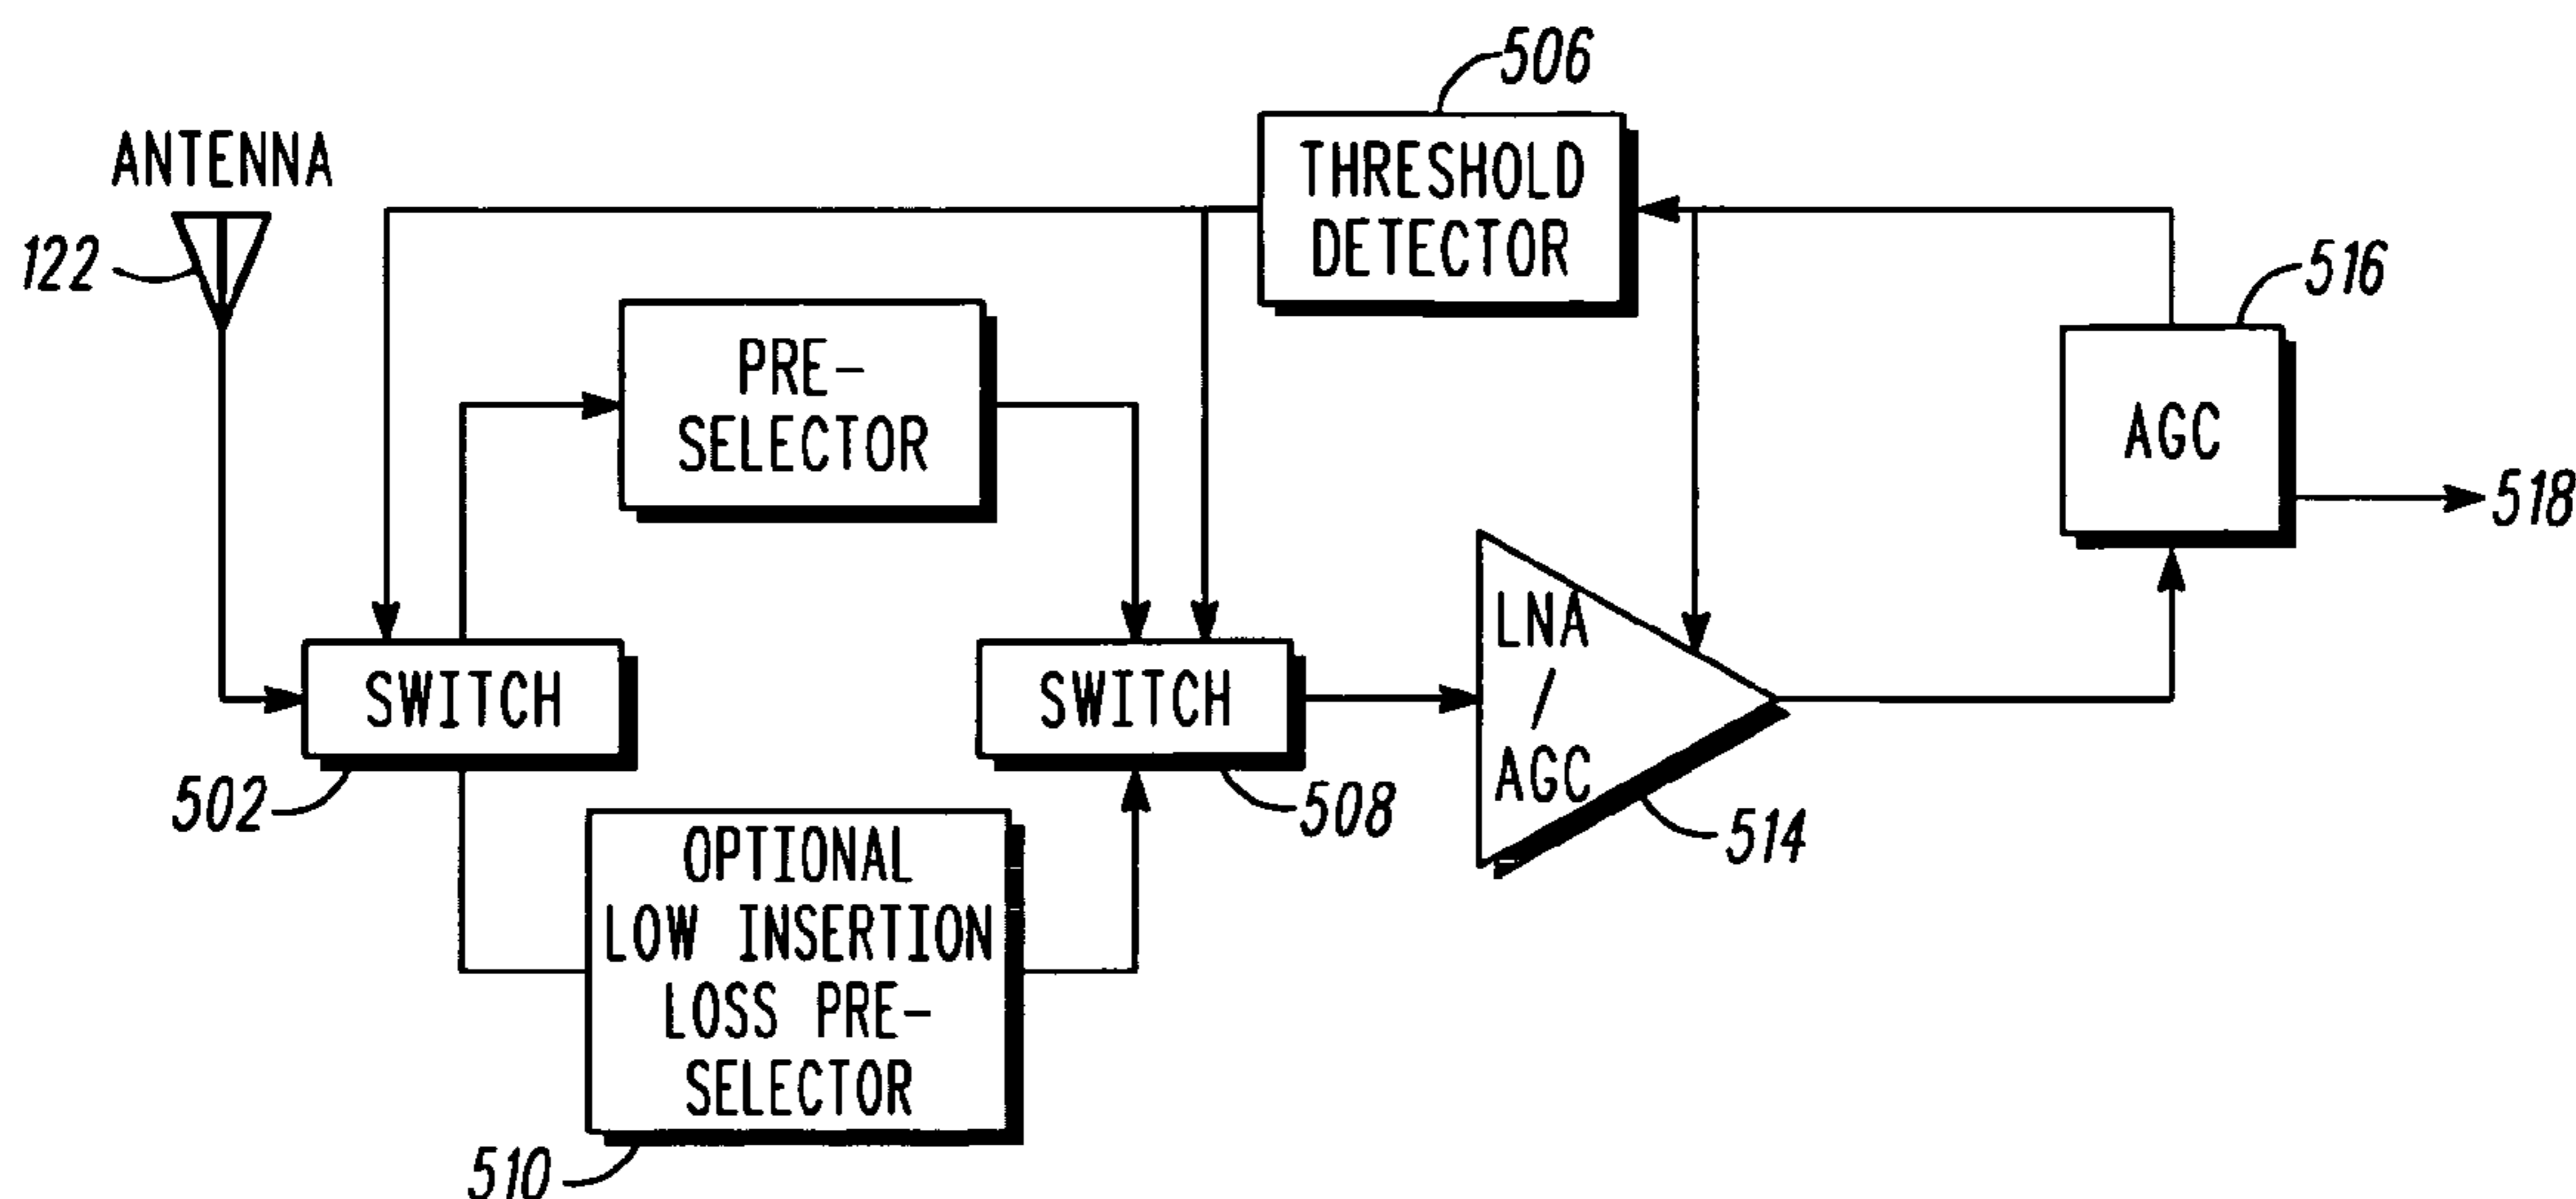 506
ANTENNA
THRESHOLD
DETECTOR
122
516
PRE-
SELECTOR
AGC
518
LNA
/
AGC
SWITCH
SWITCH
502
508
514
OPTIONAL
LOW INSERTION
LOSS PRE-
SELECTOR
510